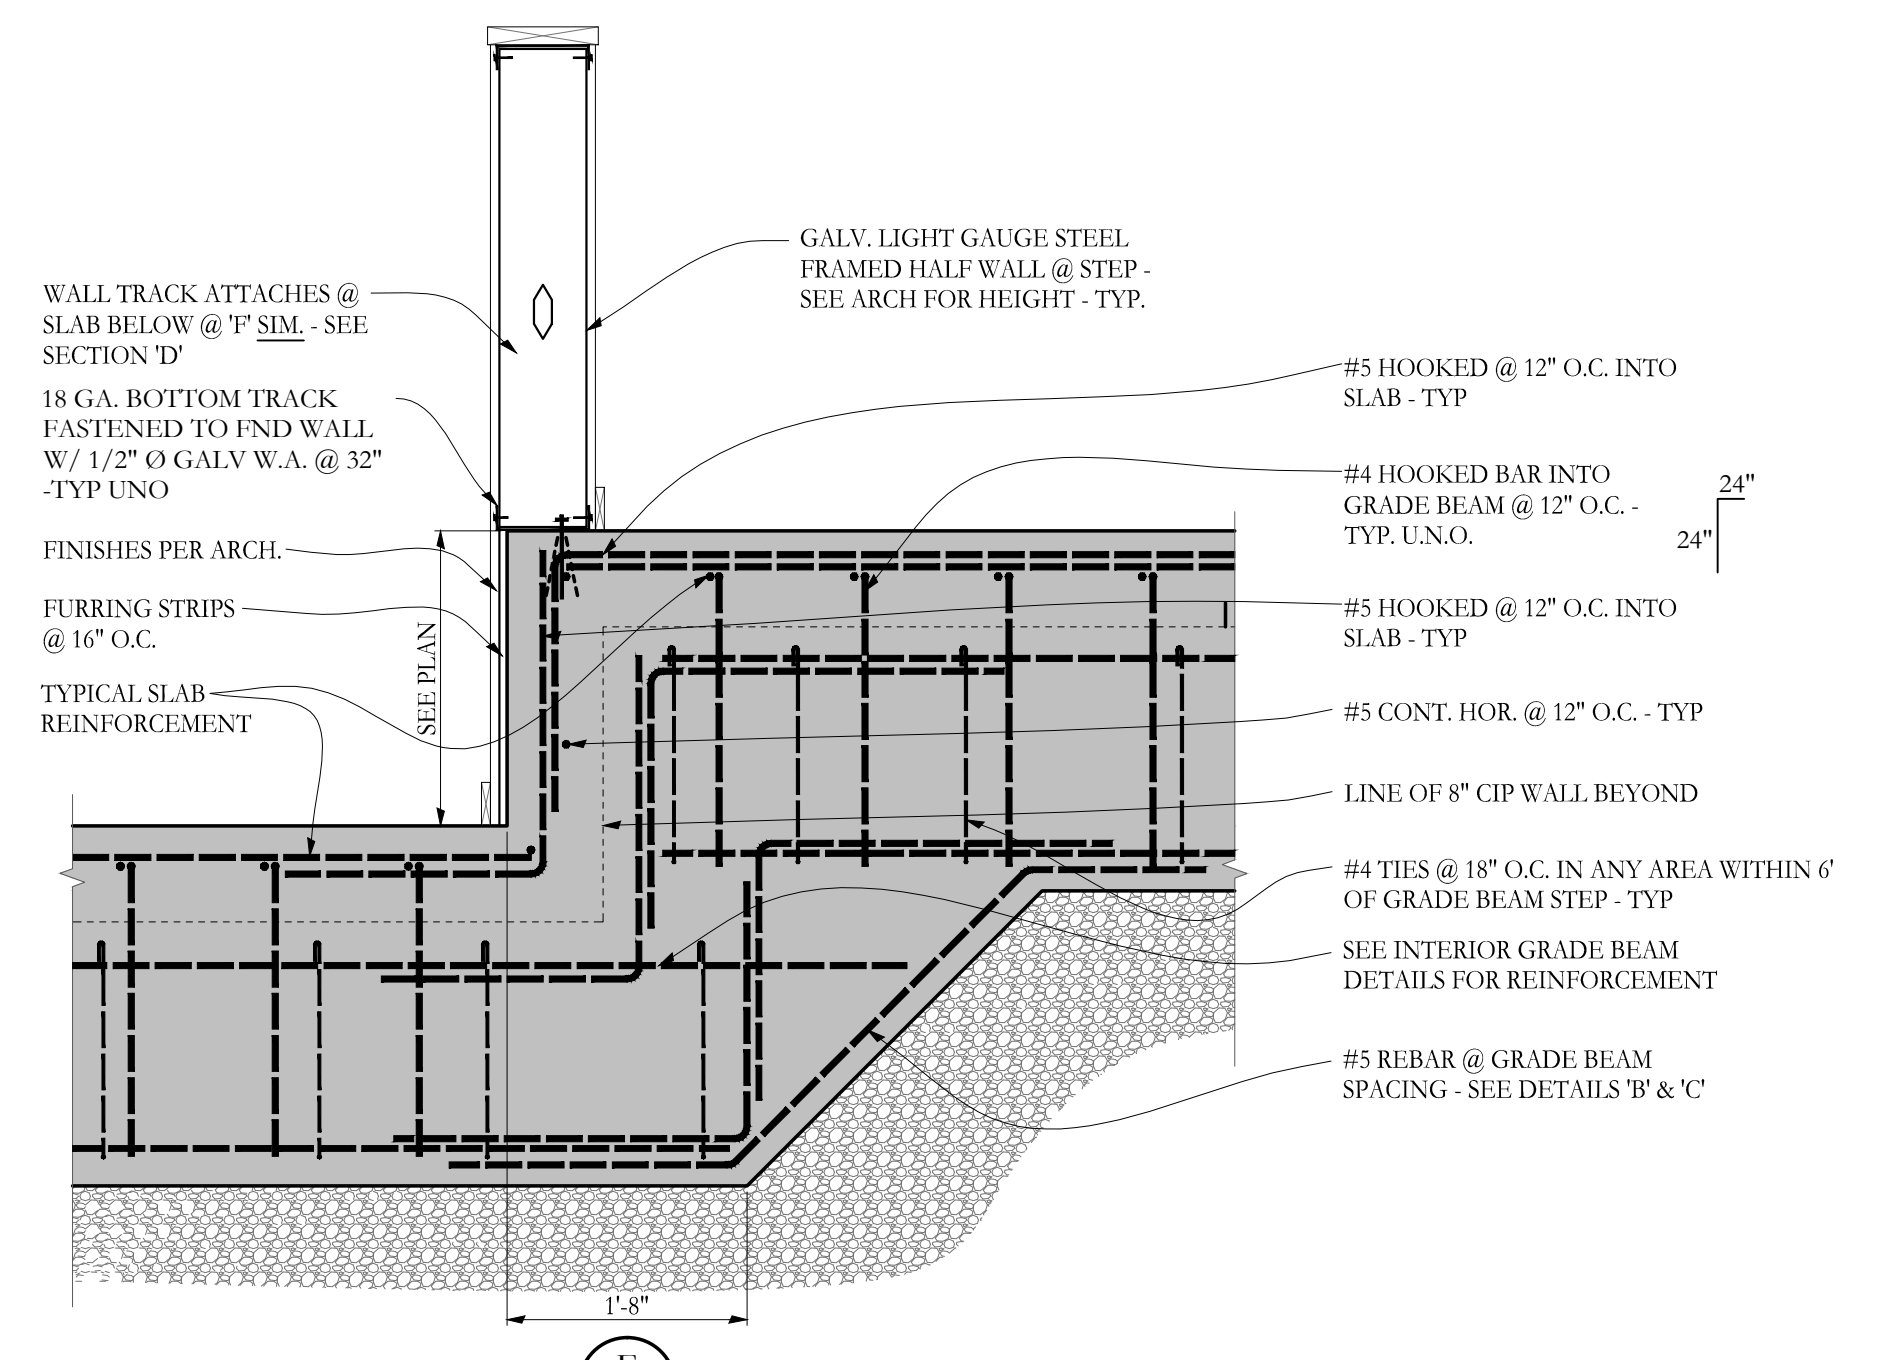 WALL TRACK ATTACHES @
SLAB BELOW @ 'F' SIM. - SEE
SECTION 'D'
18 GA. BOTTOM TRACK
FASTENED TO FND WALL
W/ 1/2" Ø GALV W.A. @ 32"
-TYP UNO
FINISHES PER ARCH.
FURRING STRIPS
@ 16" O.C.
TYPICAL SLAB
REINFORCEMENT
SEE PLAN
GALV. LIGHT GAUGE STEEL
FRAMED HALF WALL @ STEP -
SEE ARCH FOR HEIGHT - TYP.
#5 HOOKED @ 12" O.C. INTO
SLAB - TYP
#4 HOOKED BAR INTO
GRADE BEAM @ 12" O.C. -
TYP. U.N.O.
24"
24"
#5 HOOKED @ 12" O.C. INTO
SLAB - TYP
#5 CONT. HOR. @ 12" O.C. - TYP
LINE OF 8" CIP WALL BEYOND
#4 TIES @ 18" O.C. IN ANY AREA WITHIN 6'
OF GRADE BEAM STEP - TYP
SEE INTERIOR GRADE BEAM
DETAILS FOR REINFORCEMENT
#5 REBAR @ GRADE BEAM
SPACING - SEE DETAILS 'B' & 'C'
1'-8"